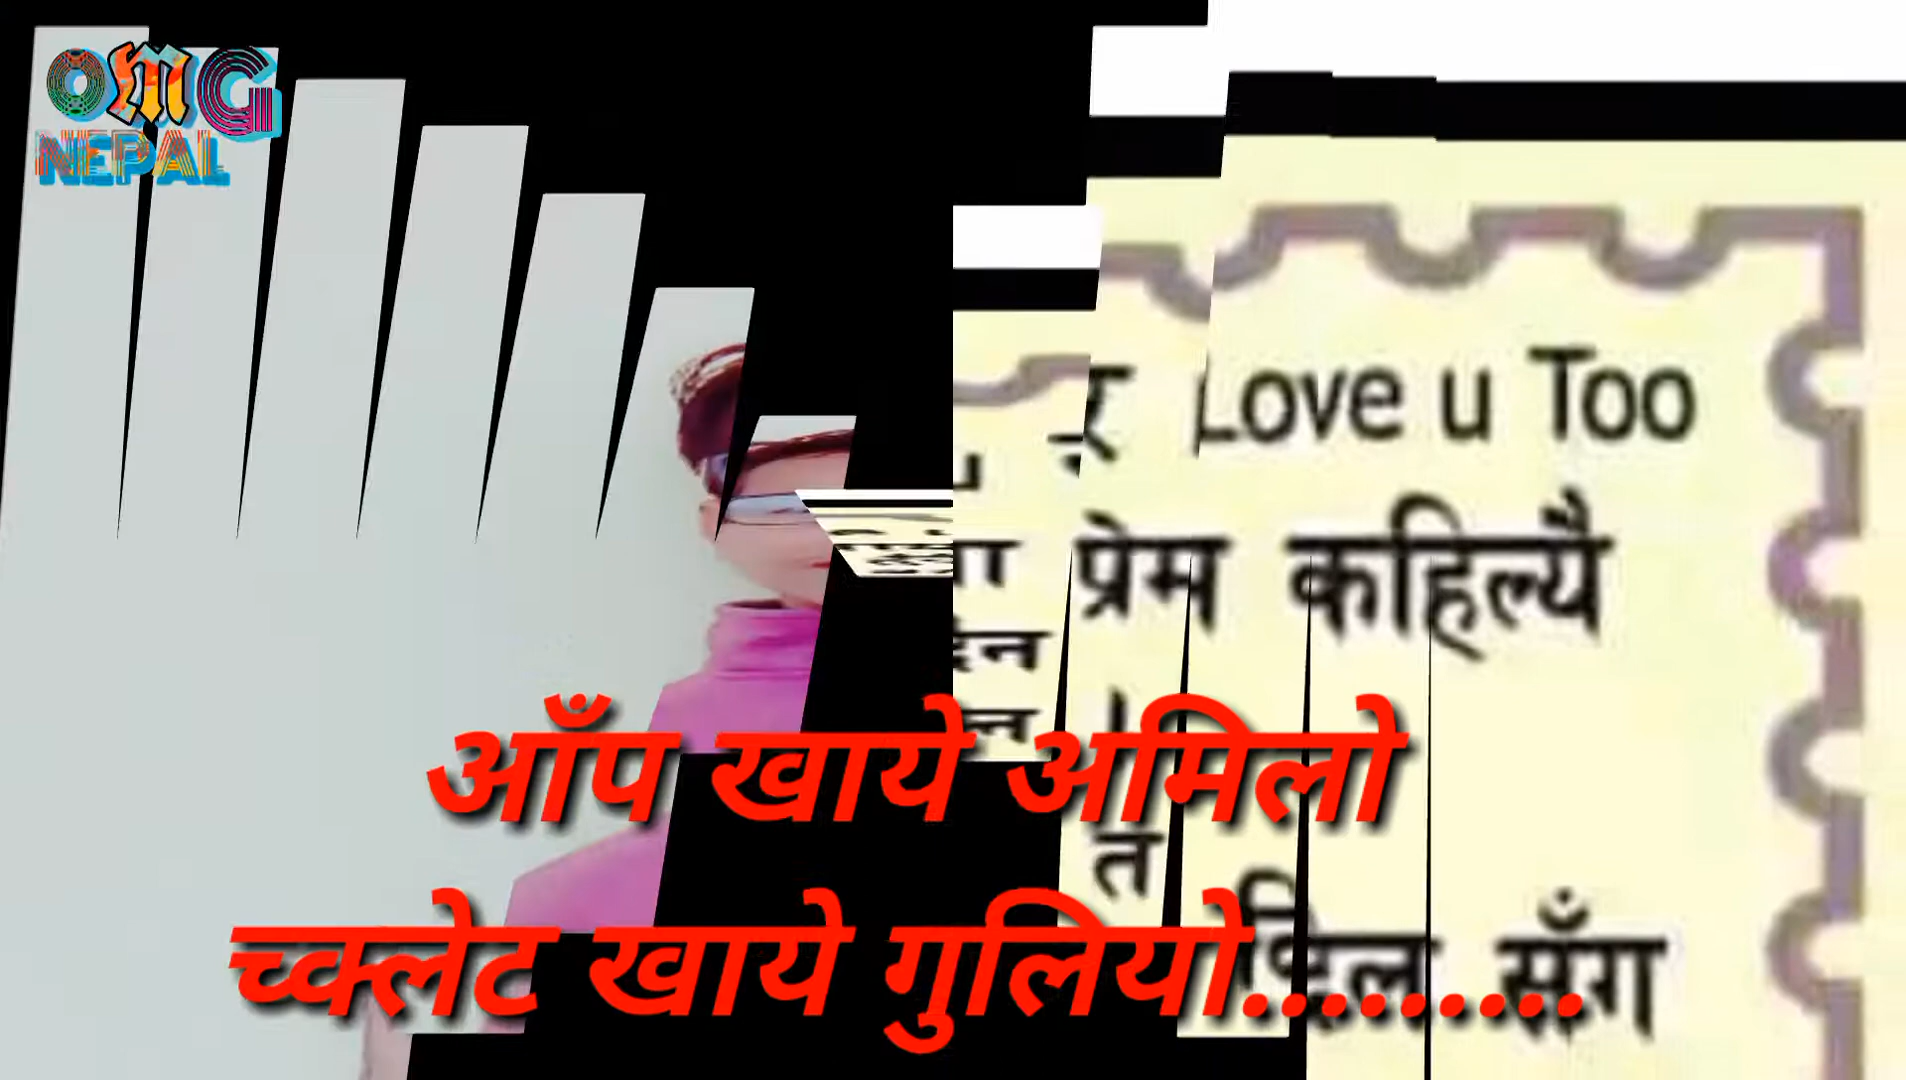 OMG
NEPAL
Love u Too
प्रेम कहिल्यै
आँप खाये अमिलो
त
च्क्लेट खाये गुलियो.........
दिल सँग